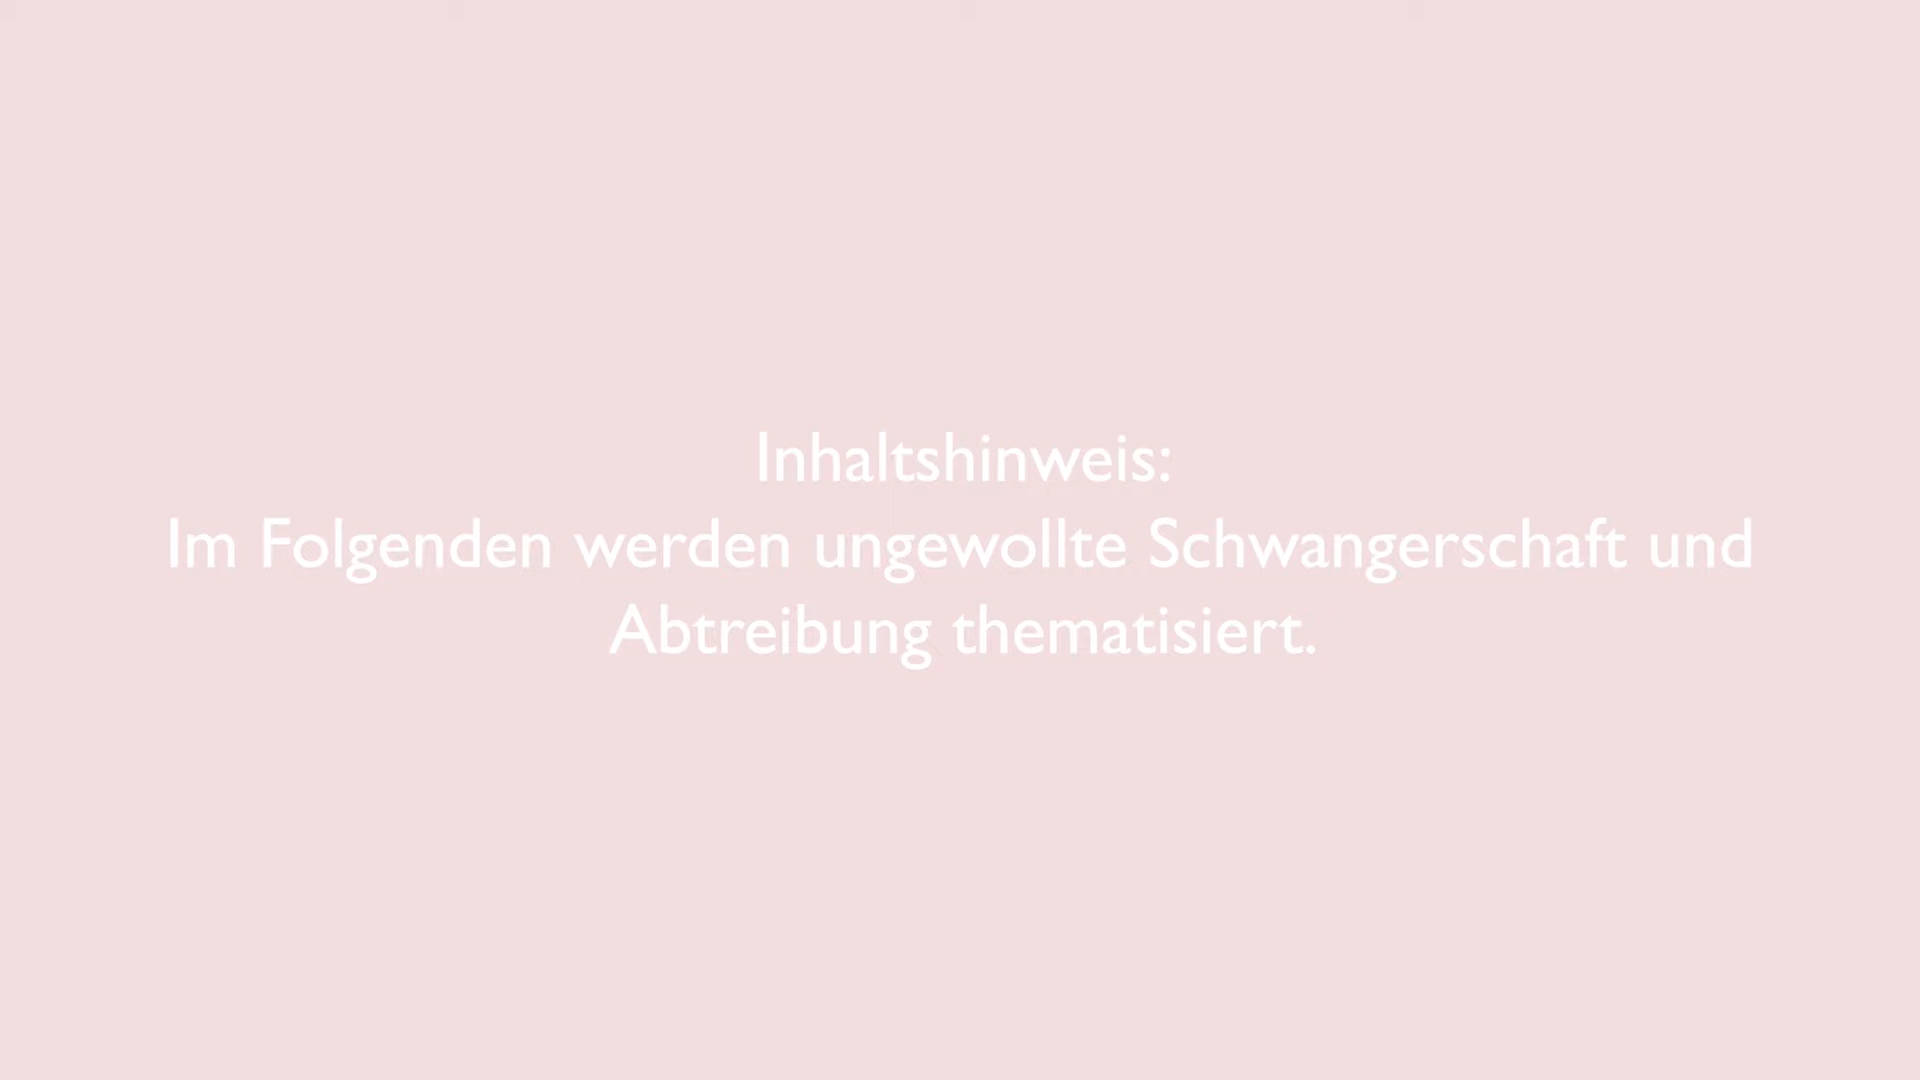 Inhaltshinweis:
Im Folgenden werden ungewollte Schwangerschaft und
Abtreibung thematisiert.